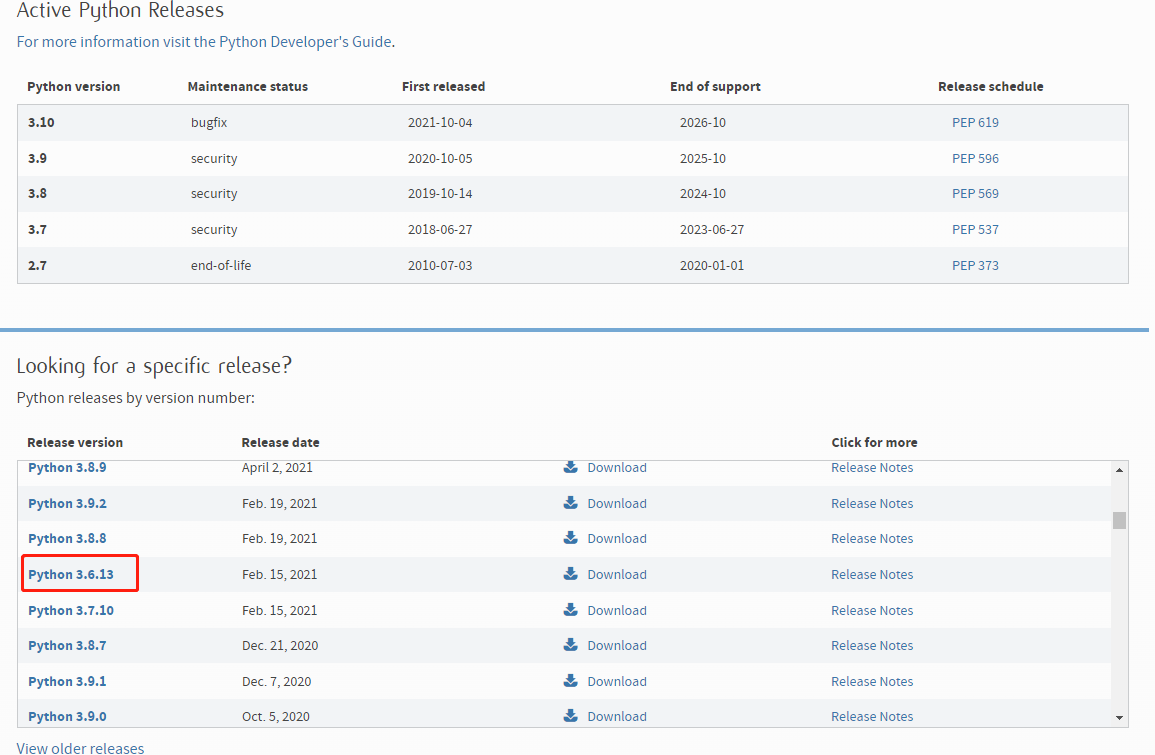 Active Python Releases
For more information visit the Python Developer's Guide.
Python version Maintenance status First released End of support Release schedule
3.10 bugfix 2021-10-04 2026-10 PEP 619
3.9 security 2020-10-05 2025-10 PEP 596
3.8 security 2019-10-14 2024-10 PEP 569
3.7 security 2018-06-27 2023-06-27 PEP 537
2.7 end-of-life 2010-07-03 2020-01-01 PEP 373
Looking for a specific release?
Python releases by version number:
Release version Release date Click for more
Python 3.8.9 April 2, 2021 Download Release Notes
Python 3.9.2 Feb. 19, 2021 Download Release Notes
Python 3.8.8 Feb. 19, 2021 Download Release Notes
Python 3.6.13 Feb. 15, 2021 Download Release Notes
Python 3.7.10 Feb. 15, 2021 Download Release Notes
Python 3.8.7 Dec. 21, 2020 Download Release Notes
Python 3.9.1 Dec. 7, 2020 Download Release Notes
Python 3.9.0 Oct. 5, 2020 Download Release Notes
View older releases